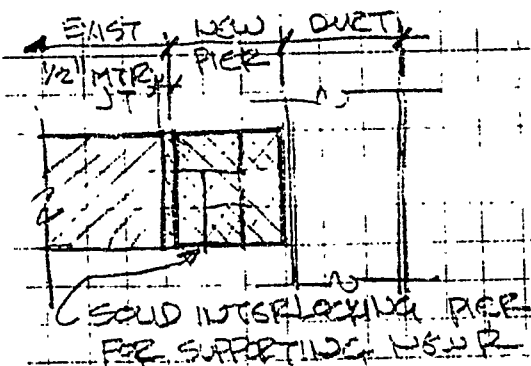 EXIST NEW DUCT
PIER
1/2" MTR
JT
SOLID INTERLOCKING PIER
FOR SUPPORTING NEW R